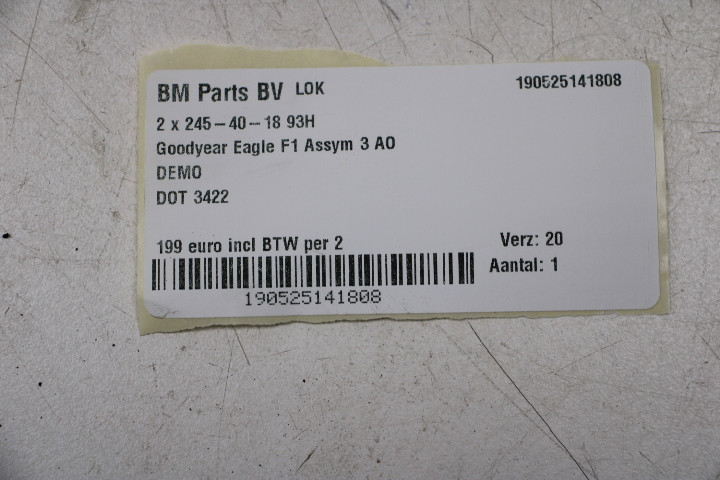 BM Parts BV LOK 190525141808
2 x 245-40-18 93H
Goodyear Eagle F1 Assym 3 AO
DEMO
DOT 3422
199 euro incl BTW per 2 Verz: 20
Aantal: 1
190525141808